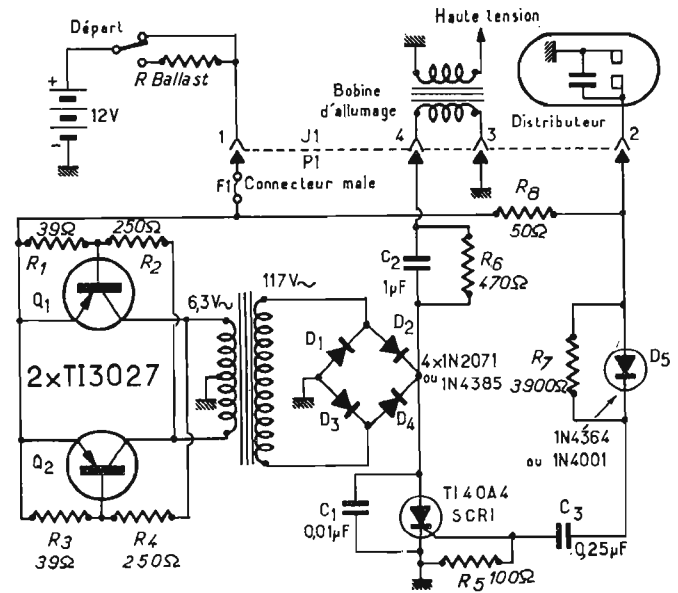 Départ
Haute tension
R Ballast
Bobine
d'allumage
Distributeur
+
12V
-
1
J1
4
3
2
P1
F1
Connecteur male
R8
50Ω
39Ω
250Ω
R1
R2
C2
1µF
R6
470Ω
Q1
6,3V~
117V~
D1
D2
2xTI3027
4x1N2071
ou 1N4385
R7
3900Ω
D5
D3
D4
1N4364
ou 1N4001
Q2
TI40A4
SCRI
C1
0,01µF
C3
0,25µF
R3
39Ω
R4
250Ω
R5
100Ω